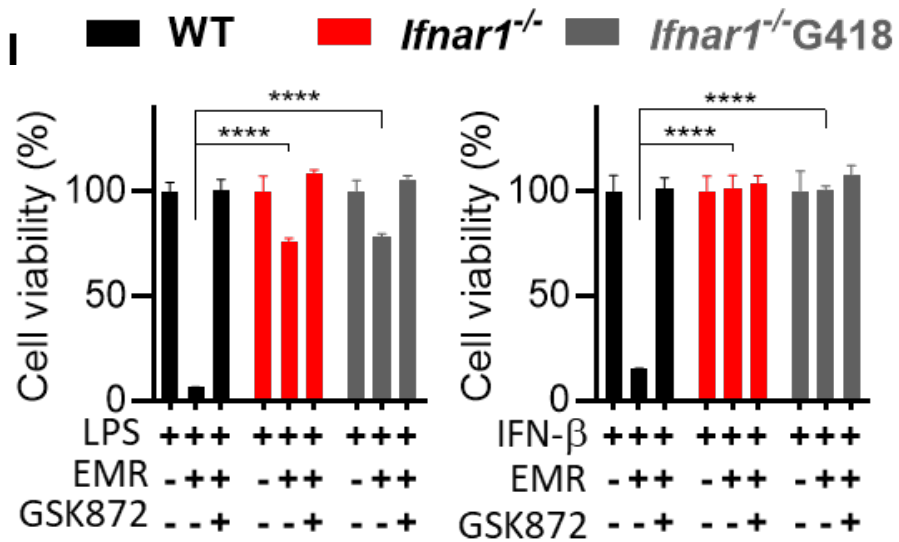 I
WT Ifnar1-/- Ifnar1-/-G418
**** ****
**** ****
Cell viability (%) Cell viability (%)
100 100
50 50
0 0
LPS +++ +++ +++ IFN-β +++ +++ +++
EMR -++ -++ -++ EMR -++ -++ -++
GSK872 --+ --+ --+ GSK872 --+ --+ --+